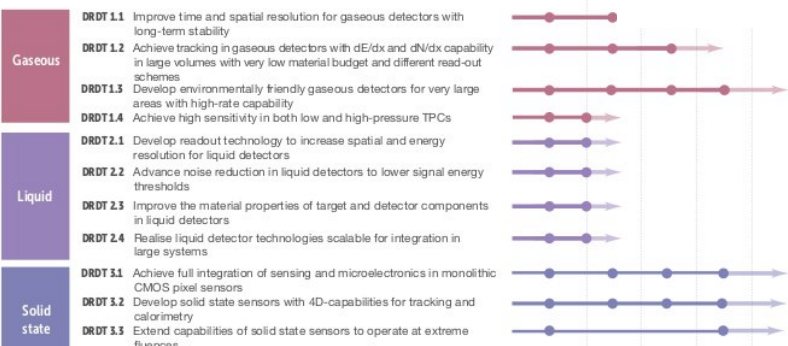 Gaseous
DRDT 1.1 Improve time and spatial resolution for gaseous detectors with
long-term stability
DRDT 1.2 Achieve tracking in gaseous detectors with dE/dx and dN/dx capability
in large volumes with very low material budget and different read-out
schemes
DRDT 1.3 Develop environmentally friendly gaseous detectors for very large
areas with high-rate capability
DRDT 1.4 Achieve high sensitivity in both low and high-pressure TPCs
Liquid
DRDT 2.1 Develop readout technology to increase spatial and energy
resolution for liquid detectors
DRDT 2.2 Advance noise reduction in liquid detectors to lower signal energy
thresholds
DRDT 2.3 Improve the material properties of target and detector components
in liquid detectors
DRDT 2.4 Realise liquid detector technologies scalable for integration in
large systems
Solid
state
DRDT 3.1 Achieve full integration of sensing and microelectronics in monolithic
CMOS pixel sensors
DRDT 3.2 Develop solid state sensors with 4D-capabilities for tracking and
calorimetry
DRDT 3.3 Extend capabilities of solid state sensors to operate at extreme
fluences